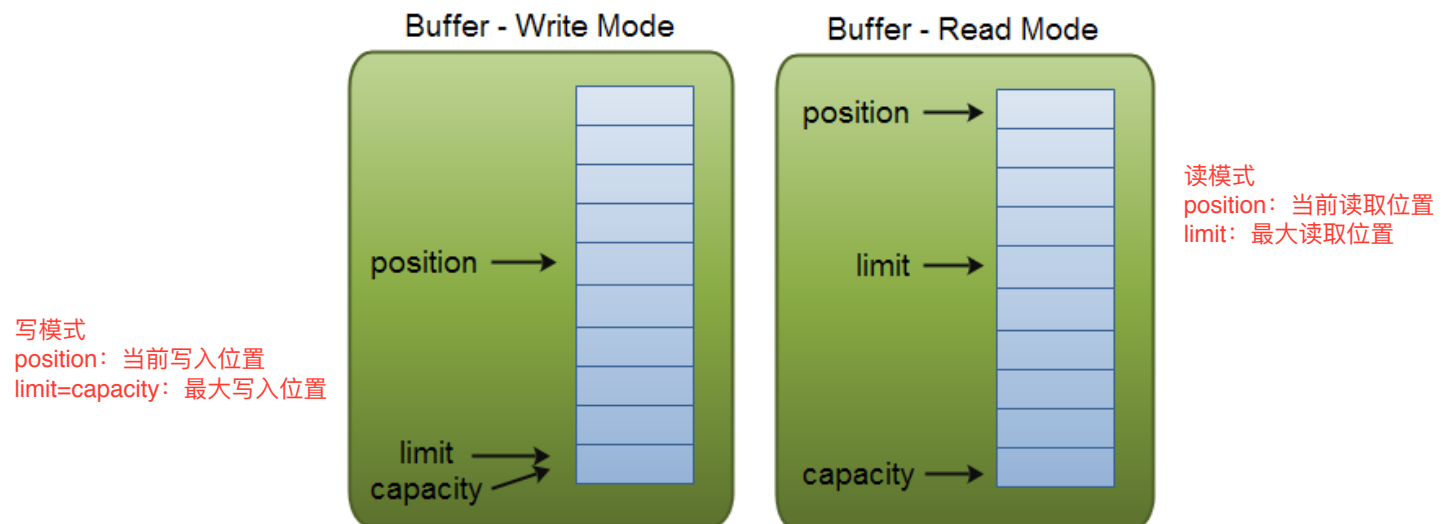 Buffer - Write Mode
position
limit
capacity
写模式
position：当前写入位置
limit=capacity：最大写入位置
Buffer - Read Mode
position
limit
capacity
读模式
position：当前读取位置
limit：最大读取位置